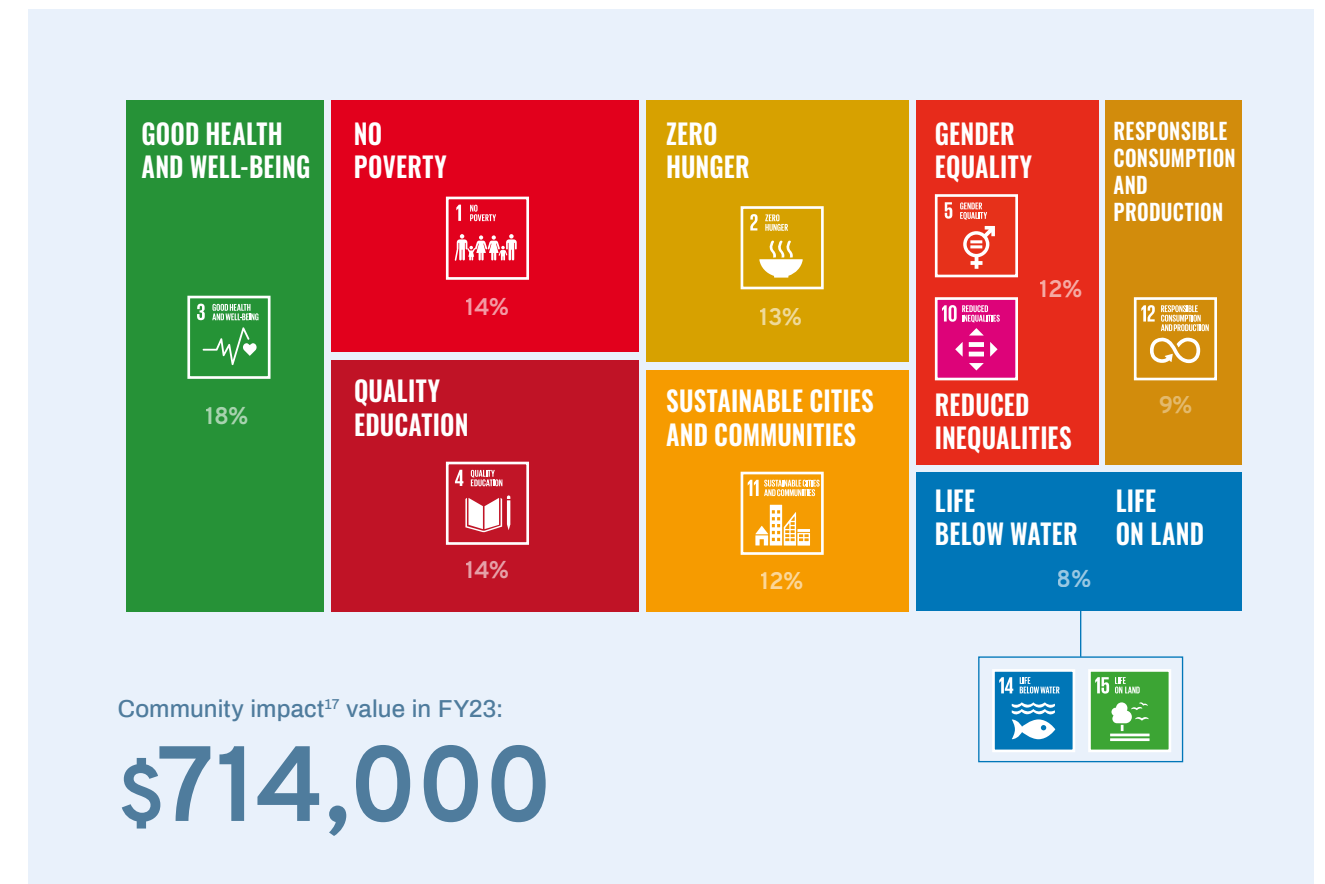 GOOD HEALTH
AND WELL-BEING
3 GOOD HEALTH
AND WELL-BEING
18%
NO
POVERTY
1 NO
POVERTY
14%
QUALITY
EDUCATION
4 QUALITY
EDUCATION
14%
ZERO
HUNGER
2 ZERO
HUNGER
13%
SUSTAINABLE CITIES
AND COMMUNITIES
11 SUSTAINABLE CITIES
AND COMMUNITIES
12%
GENDER
EQUALITY
5 GENDER
EQUALITY
12%
10 REDUCED
INEQUALITIES
REDUCED
INEQUALITIES
RESPONSIBLE
CONSUMPTION
AND
PRODUCTION
12 RESPONSIBLE
CONSUMPTION
AND PRODUCTION
9%
LIFE
BELOW WATER
LIFE
ON LAND
8%
14 LIFE
BELOW WATER
15 LIFE
ON LAND
Community impact¹⁷ value in FY23:
$714,000